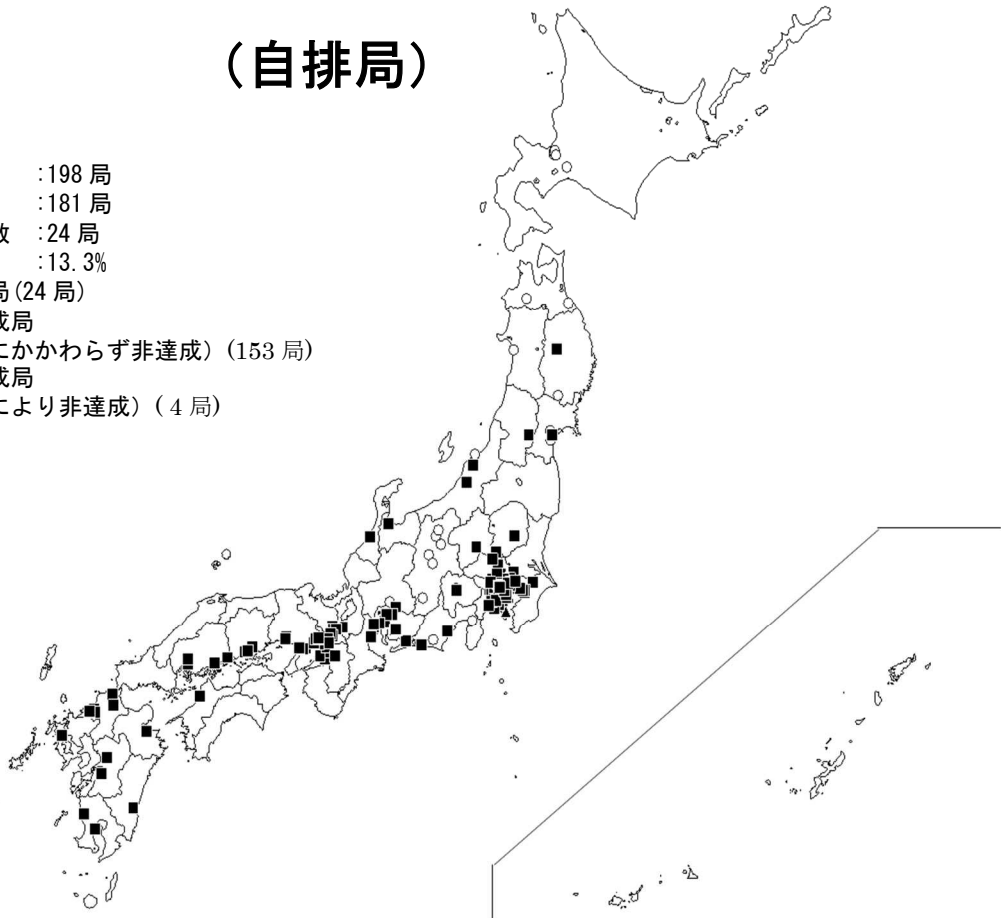 （自排局）
:198 局
:181 局
数 :24 局
:13.3%
局(24 局)
成局
にかかわらず非達成）(153 局)
成局
により非達成）( 4 局)